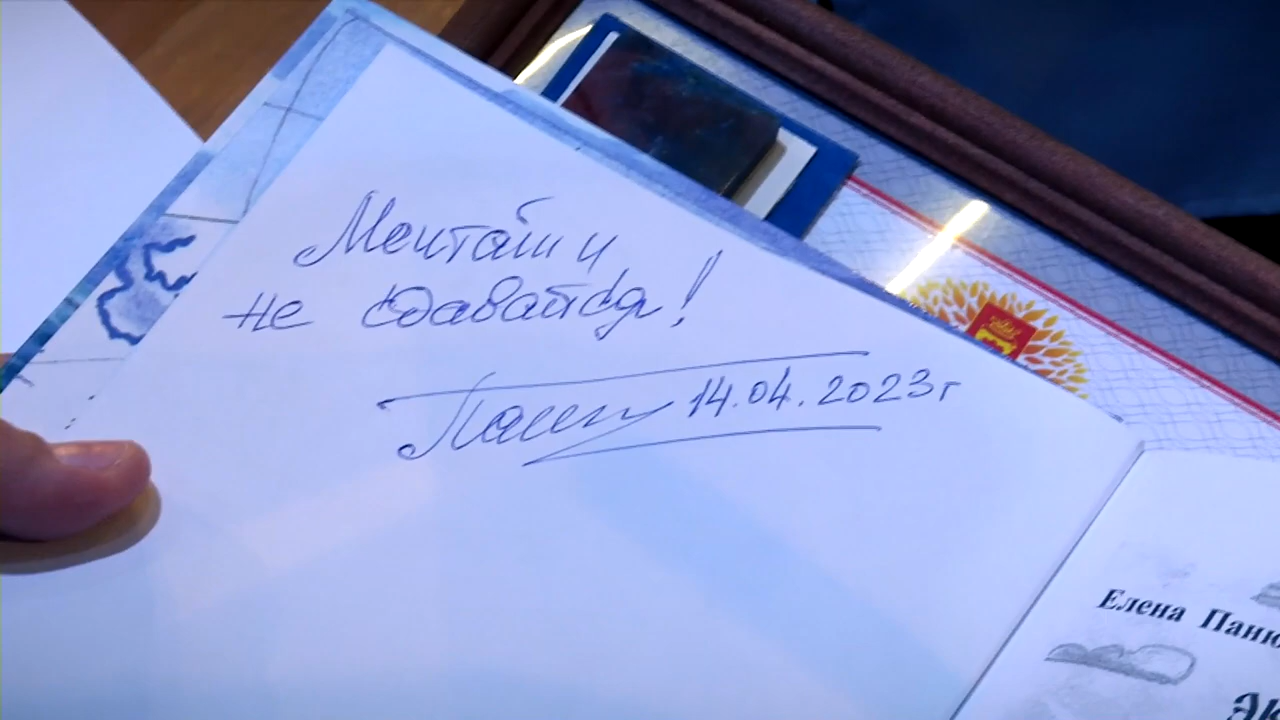 Мечтай и
не сдавайся!
14.04.2023г
Елена